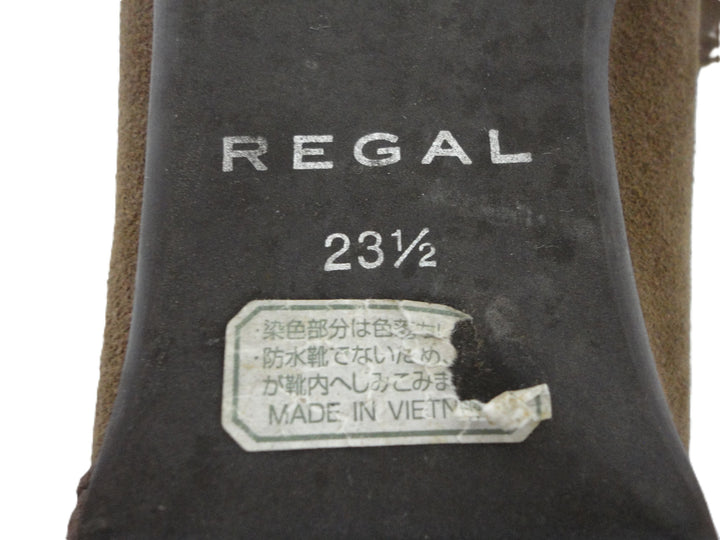 REGAL
23½
・染色部分は色
・防水靴でないため、
が靴内へしみこみま
MADE IN VIETN